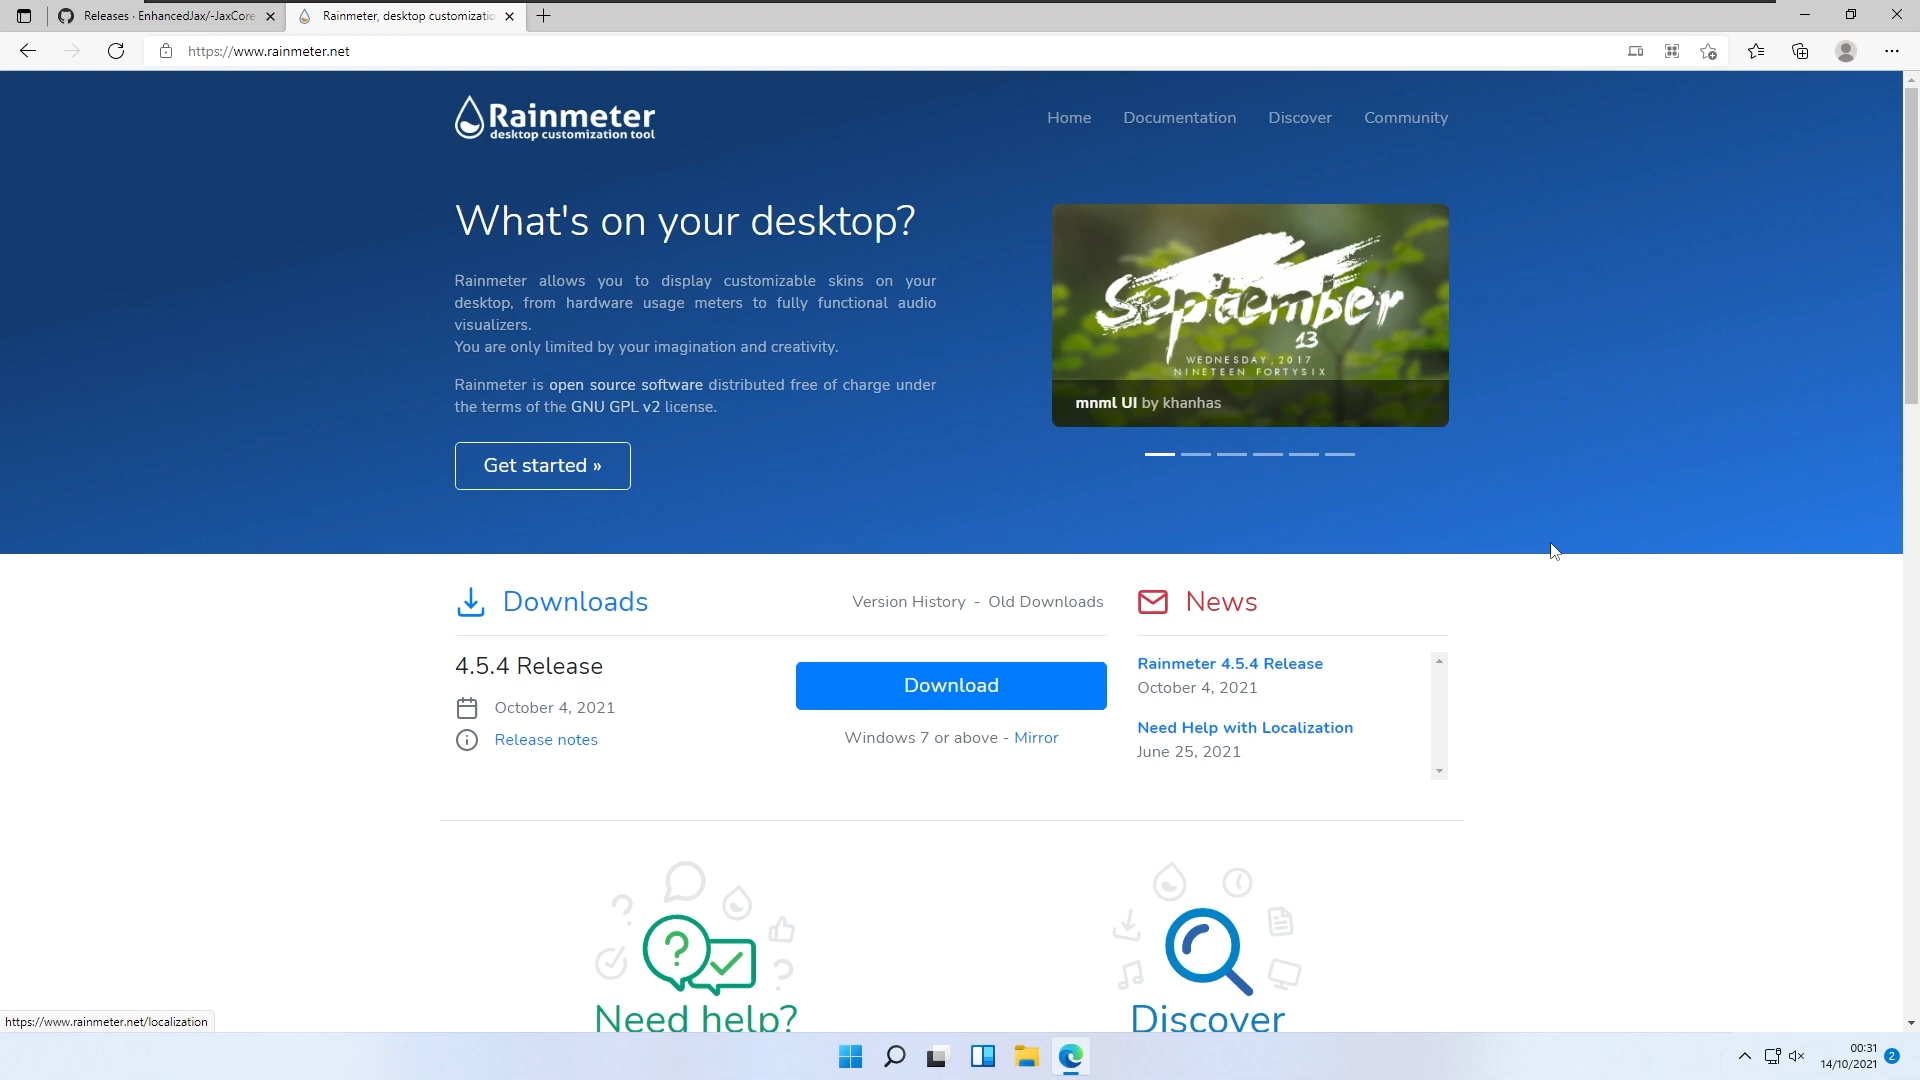 Releases · EnhancedJax/-JaxCore
Rainmeter, desktop customizatio
https://www.rainmeter.net
Rainmeter
desktop customization tool
Home
Documentation
Discover
Community
What's on your desktop?
Rainmeter allows you to display customizable skins on your
desktop, from hardware usage meters to fully functional audio
visualizers.
You are only limited by your imagination and creativity.
Rainmeter is open source software distributed free of charge under
the terms of the GNU GPL v2 license.
Get started »
September
13
WEDNESDAY, 2017
NINETEEN FORTYSIX
mnml UI by khanhas
Downloads
Version History - Old Downloads
4.5.4 Release
October 4, 2021
Release notes
Download
Windows 7 or above - Mirror
News
Rainmeter 4.5.4 Release
October 4, 2021
Need Help with Localization
June 25, 2021
Need help?
Discover
https://www.rainmeter.net/localization
00:31
14/10/2021
2